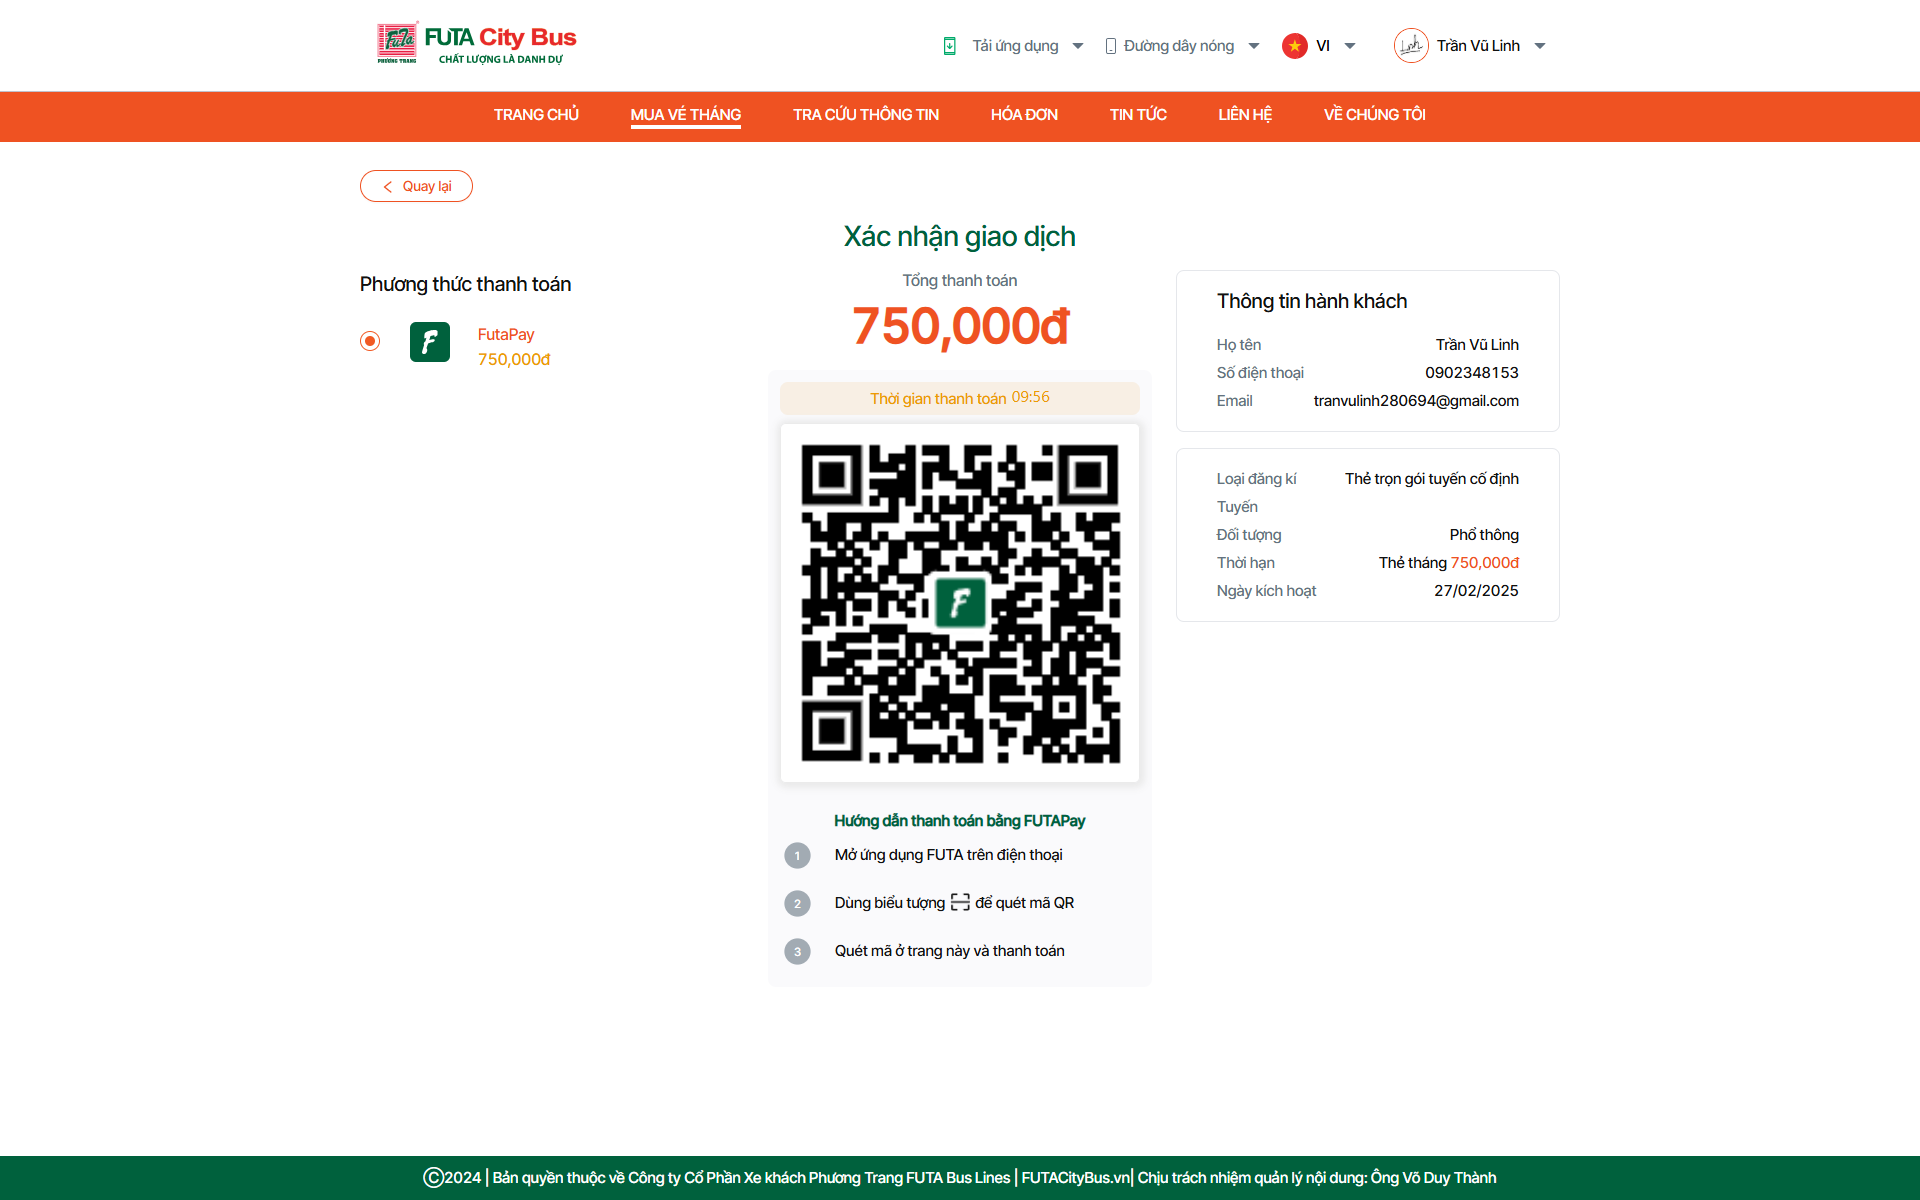 FUTA City Bus
PHƯƠNG TRANG
CHẤT LƯỢNG LÀ DANH DỰ
Tải ứng dụng
Đường dây nóng
VI
Trần Vũ Linh
TRANG CHỦ
MUA VÉ THÁNG
TRA CỨU THÔNG TIN
HÓA ĐƠN
TIN TỨC
LIÊN HỆ
VỀ CHÚNG TÔI
Quay lại
Xác nhận giao dịch
Phương thức thanh toán
FutaPay
750,000đ
Tổng thanh toán
750,000đ
Thời gian thanh toán 09:56
Hướng dẫn thanh toán bằng FUTAPay
1 Mở ứng dụng FUTA trên điện thoại
2 Dùng biểu tượng để quét mã QR
3 Quét mã ở trang này và thanh toán
Thông tin hành khách
Họ tên Trần Vũ Linh
Số điện thoại 0902348153
Email tranvulinh280694@gmail.com
Loại đăng kí Thẻ trọn gói tuyến cố định
Tuyến
Đối tượng Phổ thông
Thời hạn Thẻ tháng 750,000đ
Ngày kích hoạt 27/02/2025
©2024 | Bản quyền thuộc về Công ty Cổ Phần Xe khách Phương Trang FUTA Bus Lines | FUTACityBus.vn| Chịu trách nhiệm quản lý nội dung: Ông Võ Duy Thành